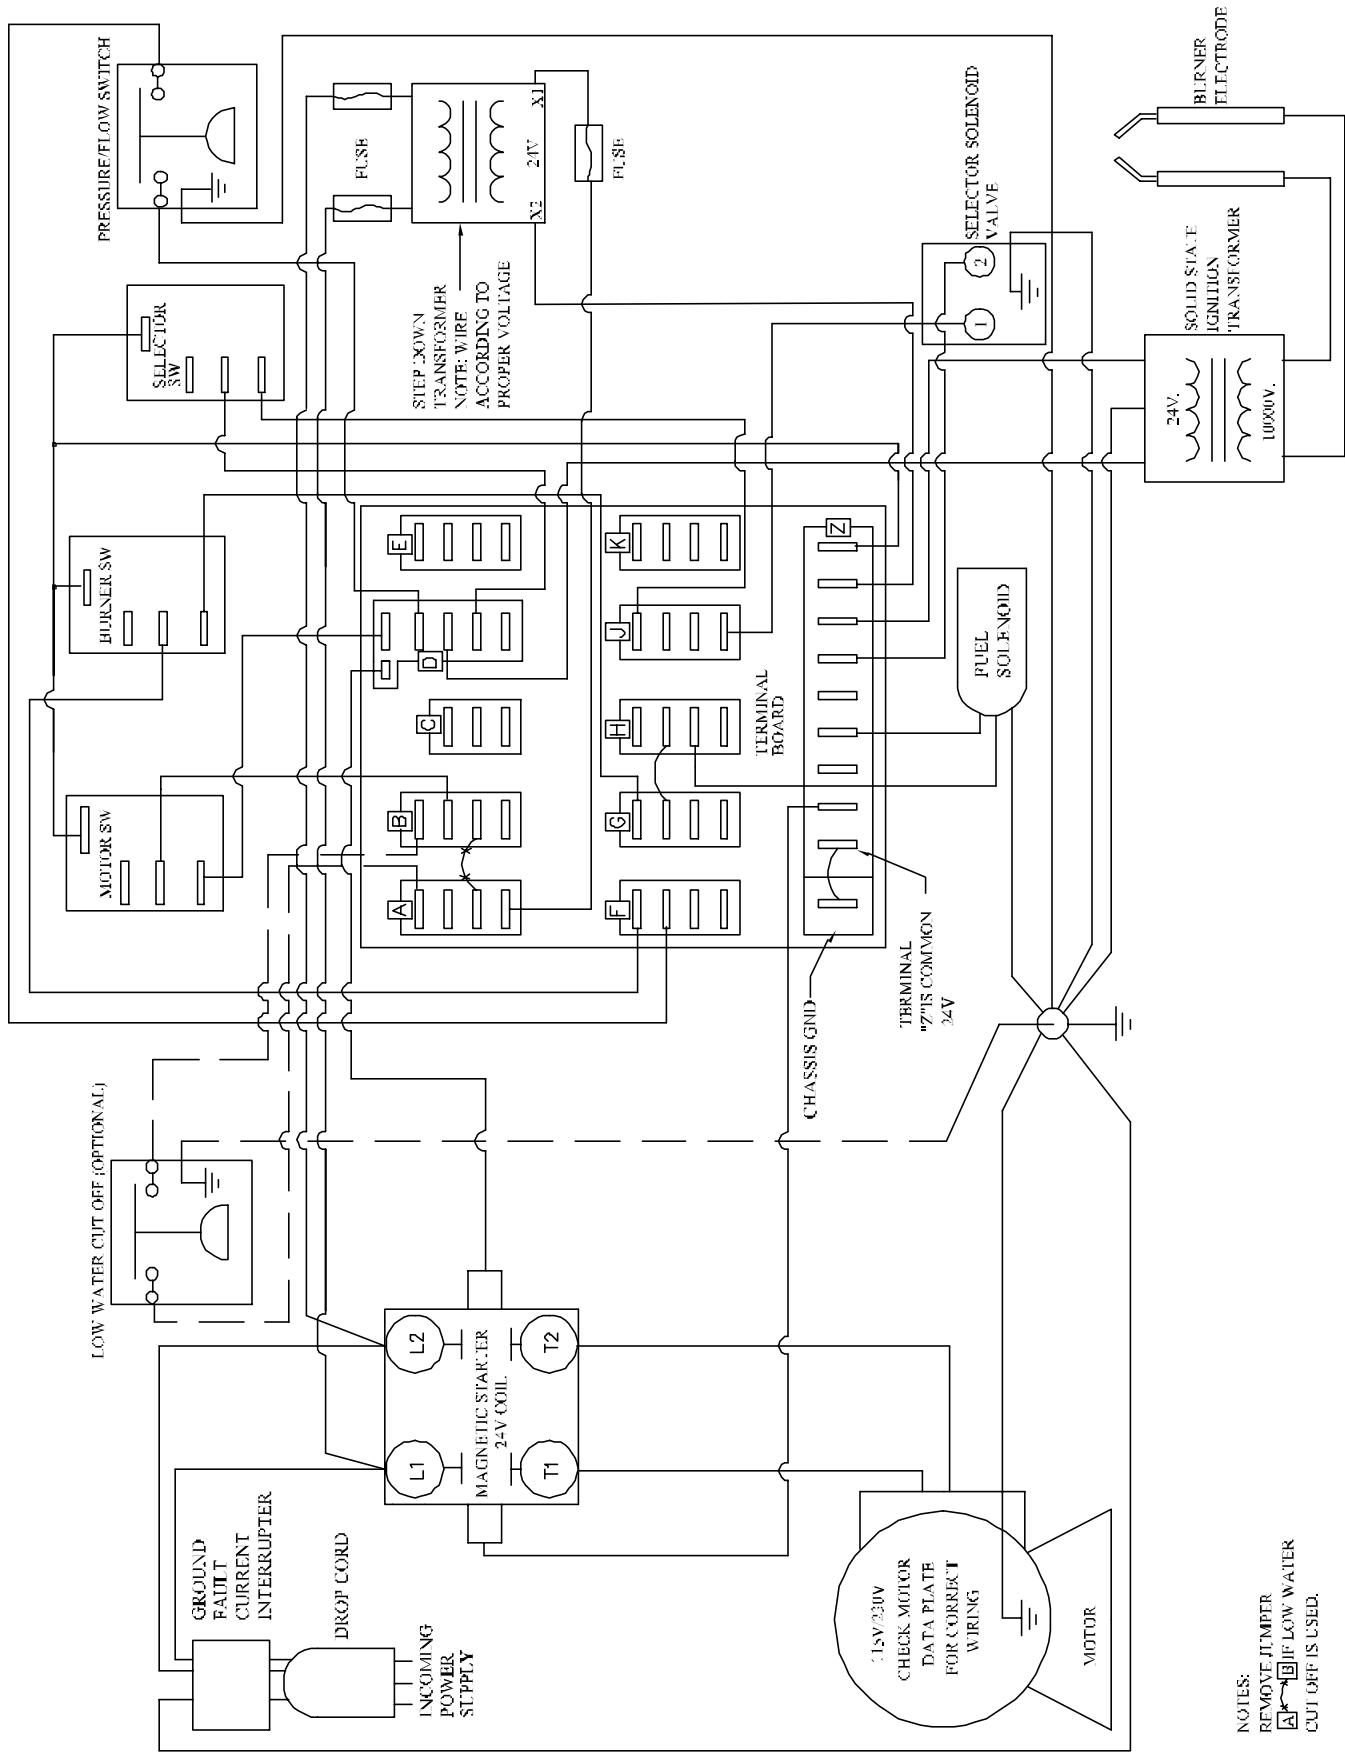 PRESSURE/FLOW SWITCH
SELECTOR
SW
BURNER SW
MOTOR SW
LOW WATER CUT OFF (OPTIONAL)
GROUND
FAULT
CURRENT
INTERRUPTER
DROP CORD
INCOMING
POWER
SUPPLY
FUSE
X1
24V
X2
FUSE
STEP DOWN
TRANSFORMER
NOTE: WIRE
ACCORDING TO
PROPER VOLTAGE
E
D
C
B
A
K
J
H
G
F
TERMINAL
BOARD
Z
CHASSIS GND
TERMINAL
"Z" IS COMMON
24V
L2
L1
MAGNETIC STARTER
24V COIL
T2
T1
SELECTOR SOLENOID
VALVE
2
1
FUEL
SOLENOID
BURNER
ELECTRODE
SOLID STATE
IGNITION
TRANSFORMER
24V.
10000V.
115V/230V
CHECK MOTOR
DATA PLATE
FOR CORRECT
WIRING
MOTOR
NOTES:
REMOVE JUMPER
A B IF LOW WATER
CUT OFF IS USED.